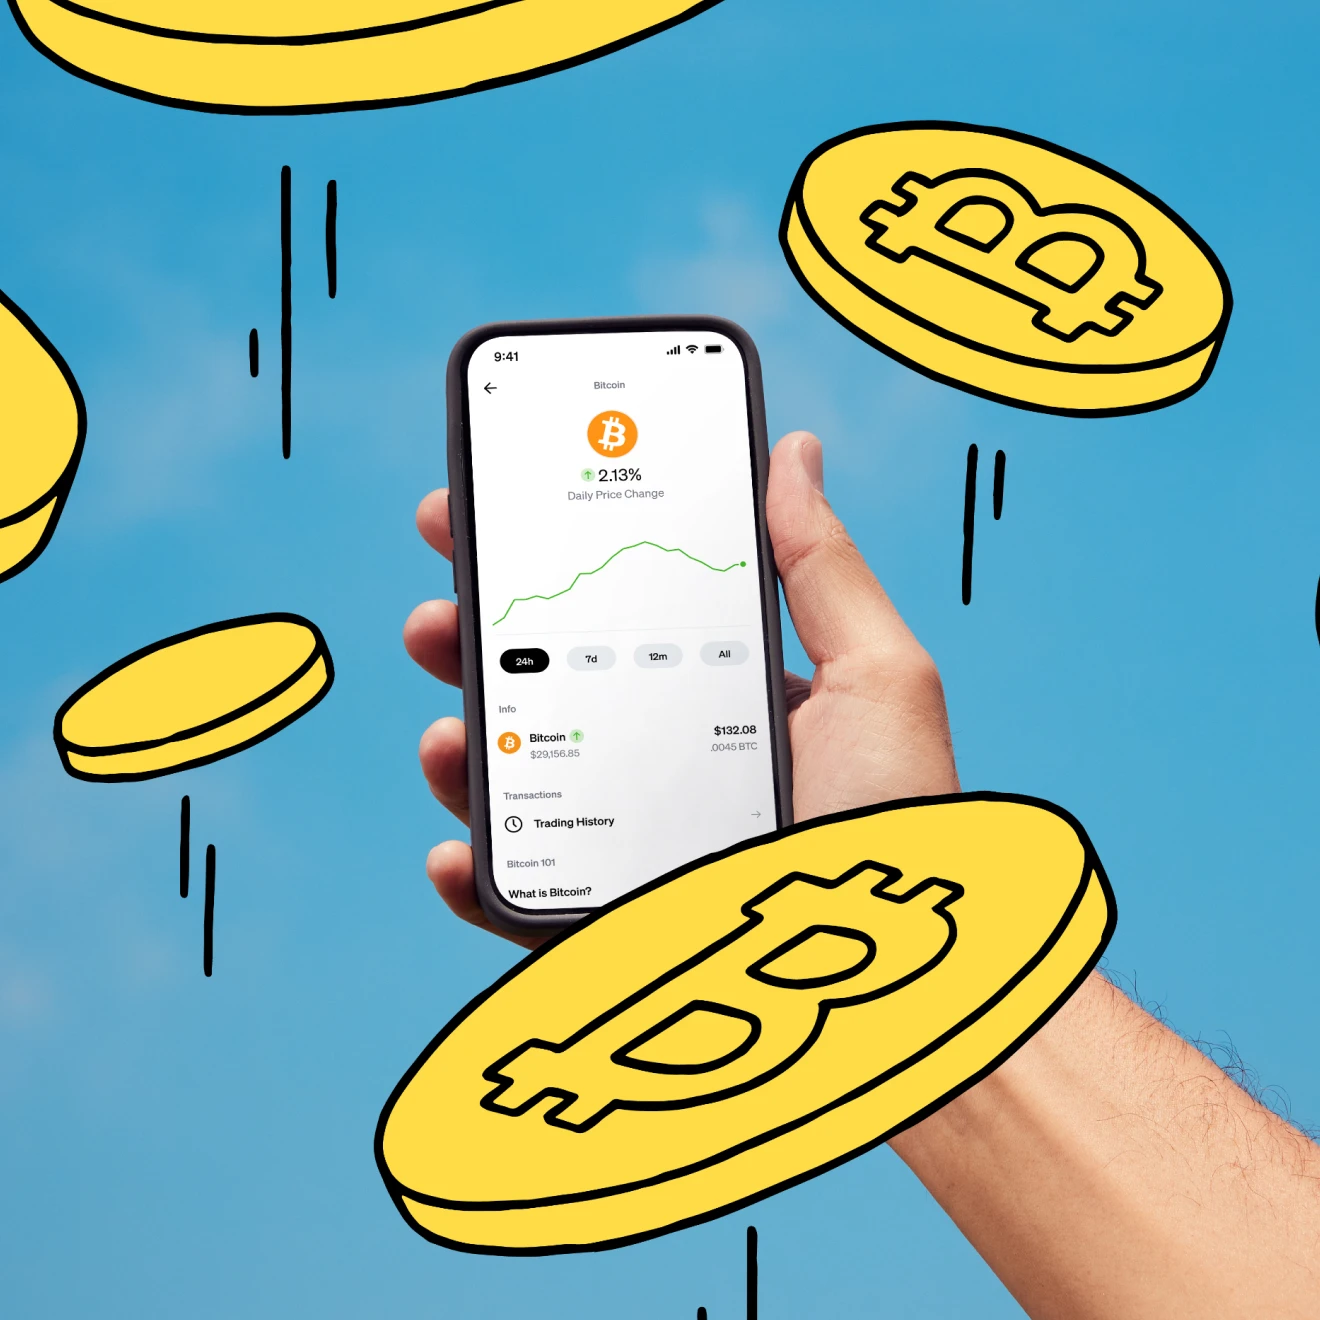 9:41
Bitcoin
2.13%
Daily Price Change
24h 7d 12m All
Info
Bitcoin $132.08
$29,156.85 .0045 BTC
Transactions
Trading History
Bitcoin 101
What is Bitcoin?